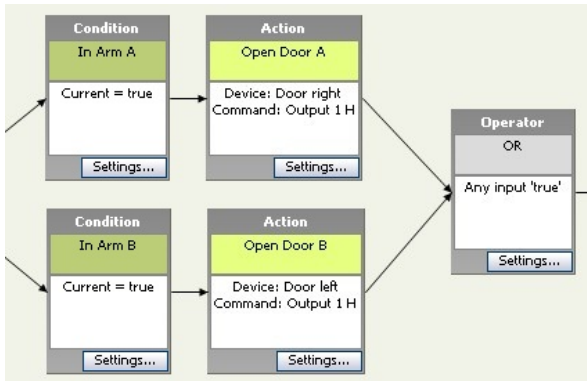 Condition
In Arm A
Current = true
Settings...
Action
Open Door A
Device: Door right
Command: Output 1 H
Settings...
Condition
In Arm B
Current = true
Settings...
Action
Open Door B
Device: Door left
Command: Output 1 H
Settings...
Operator
OR
Any input 'true'
Settings...